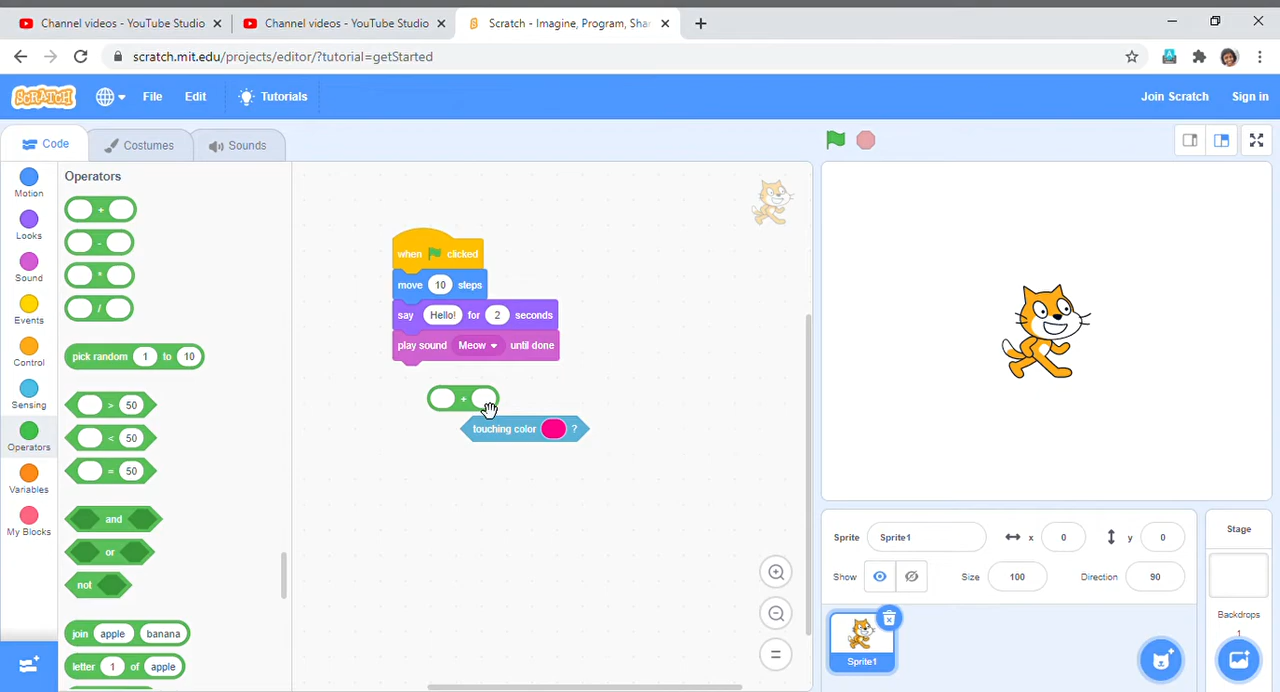 Channel videos - YouTube Studio
Channel videos - YouTube Studio
Scratch - Imagine, Program, Sha
scratch.mit.edu/projects/editor/?tutorial=getStarted
SCRATCH
File
Edit
Tutorials
Join Scratch
Sign in
Code
Costumes
Sounds
Motion
Looks
Sound
Events
Control
Sensing
Operators
Variables
My Blocks
Operators
+
-
*
/
pick random 1 to 10
> 50
< 50
= 50
and
or
not
join apple banana
letter 1 of apple
when clicked
move 10 steps
say Hello! for 2 seconds
play sound Meow until done
+
touching color ?
Sprite Sprite1 x 0 y 0
Show Size 100 Direction 90
Sprite1
Stage
Backdrops
1